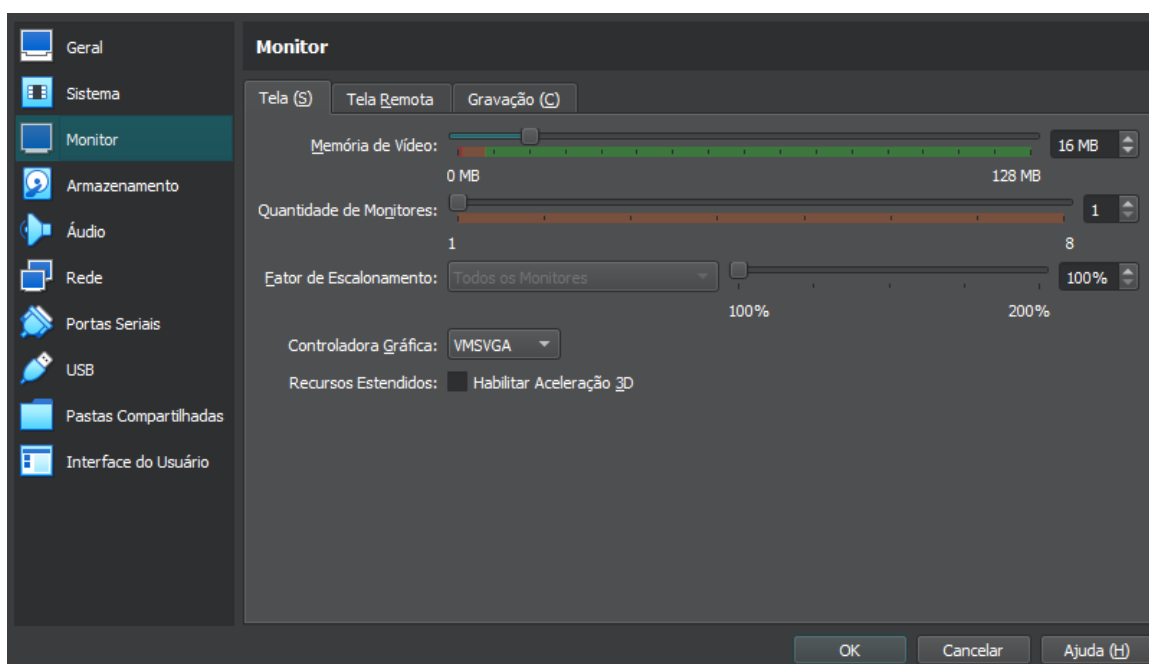 Geral
Sistema
Monitor
Armazenamento
Áudio
Rede
Portas Seriais
USB
Pastas Compartilhadas
Interface do Usuário
Monitor
Tela (S) Tela Remota Gravação (C)
Memória de Vídeo: 16 MB
0 MB 128 MB
Quantidade de Monitores: 1
1 8
Fator de Escalonamento: Todos os Monitores 100%
100% 200%
Controladora Gráfica: VMSVGA
Recursos Estendidos: Habilitar Aceleração 3D
OK Cancelar Ajuda (H)